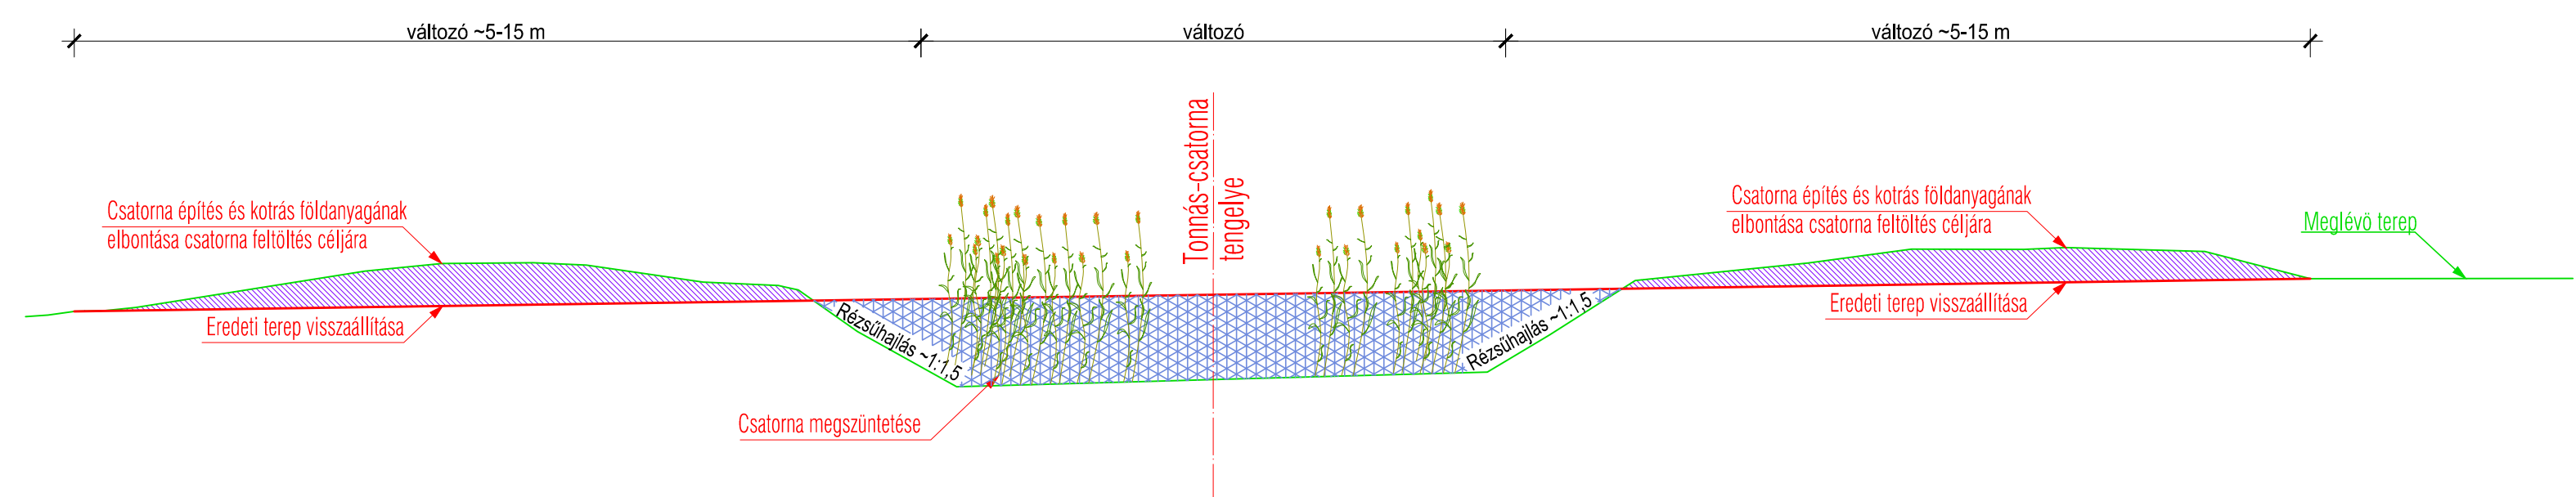 változó ~5-15 m
változó
változó ~5-15 m
Tonnás-csatorna
tengelye
Csatorna építés és kotrás földanyagának
elbontása csatorna feltöltés céljára
Csatorna építés és kotrás földanyagának
elbontása csatorna feltöltés céljára
Meglévö terep
Eredeti terep visszaállítása
Rézsűhajlás ~1:1,5
Rézsűhajlás ~1:1,5
Eredeti terep visszaállítása
Csatorna megszüntetése